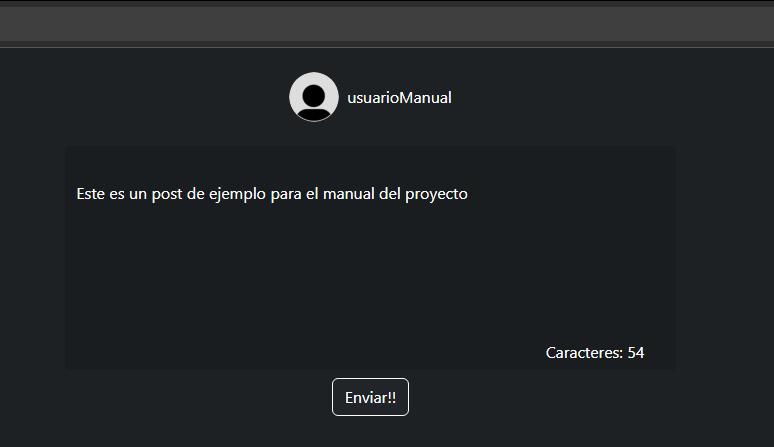 usuarioManual
Este es un post de ejemplo para el manual del proyecto
Caracteres: 54
Enviar!!